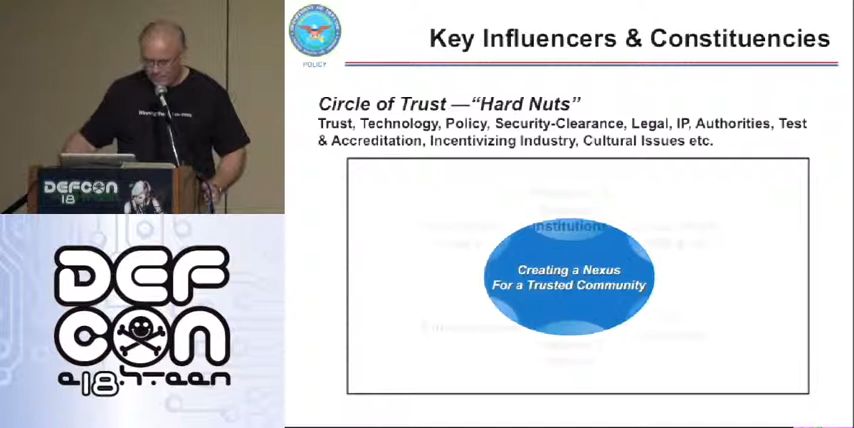 Key Influencers & Constituencies
POLICY
Circle of Trust —“Hard Nuts”
Trust, Technology, Policy, Security-Clearance, Legal, IP, Authorities, Test
& Accreditation, Incentivizing Industry, Cultural Issues etc.
Institutions
Creating a Nexus
For a Trusted Community
DEFCON
18
DEF
CON